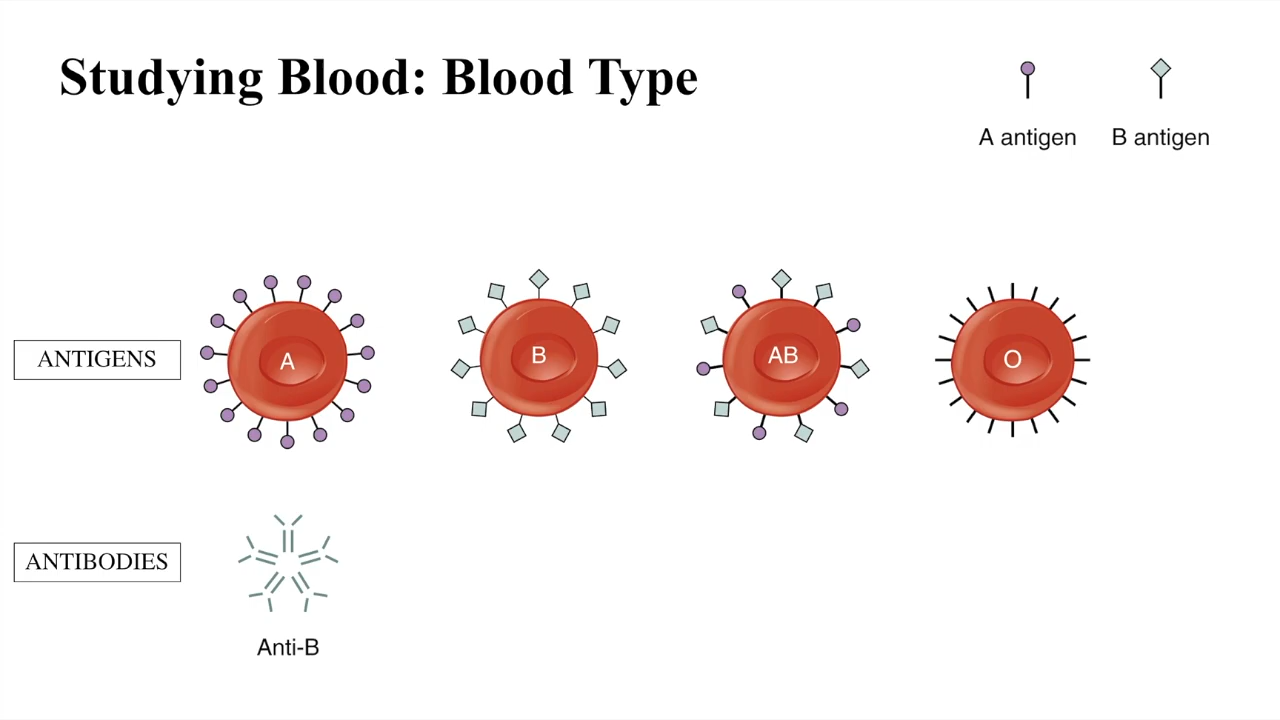 Studying Blood: Blood Type
A antigen
B antigen
ANTIGENS
A
B
AB
O
ANTIBODIES
Anti-B